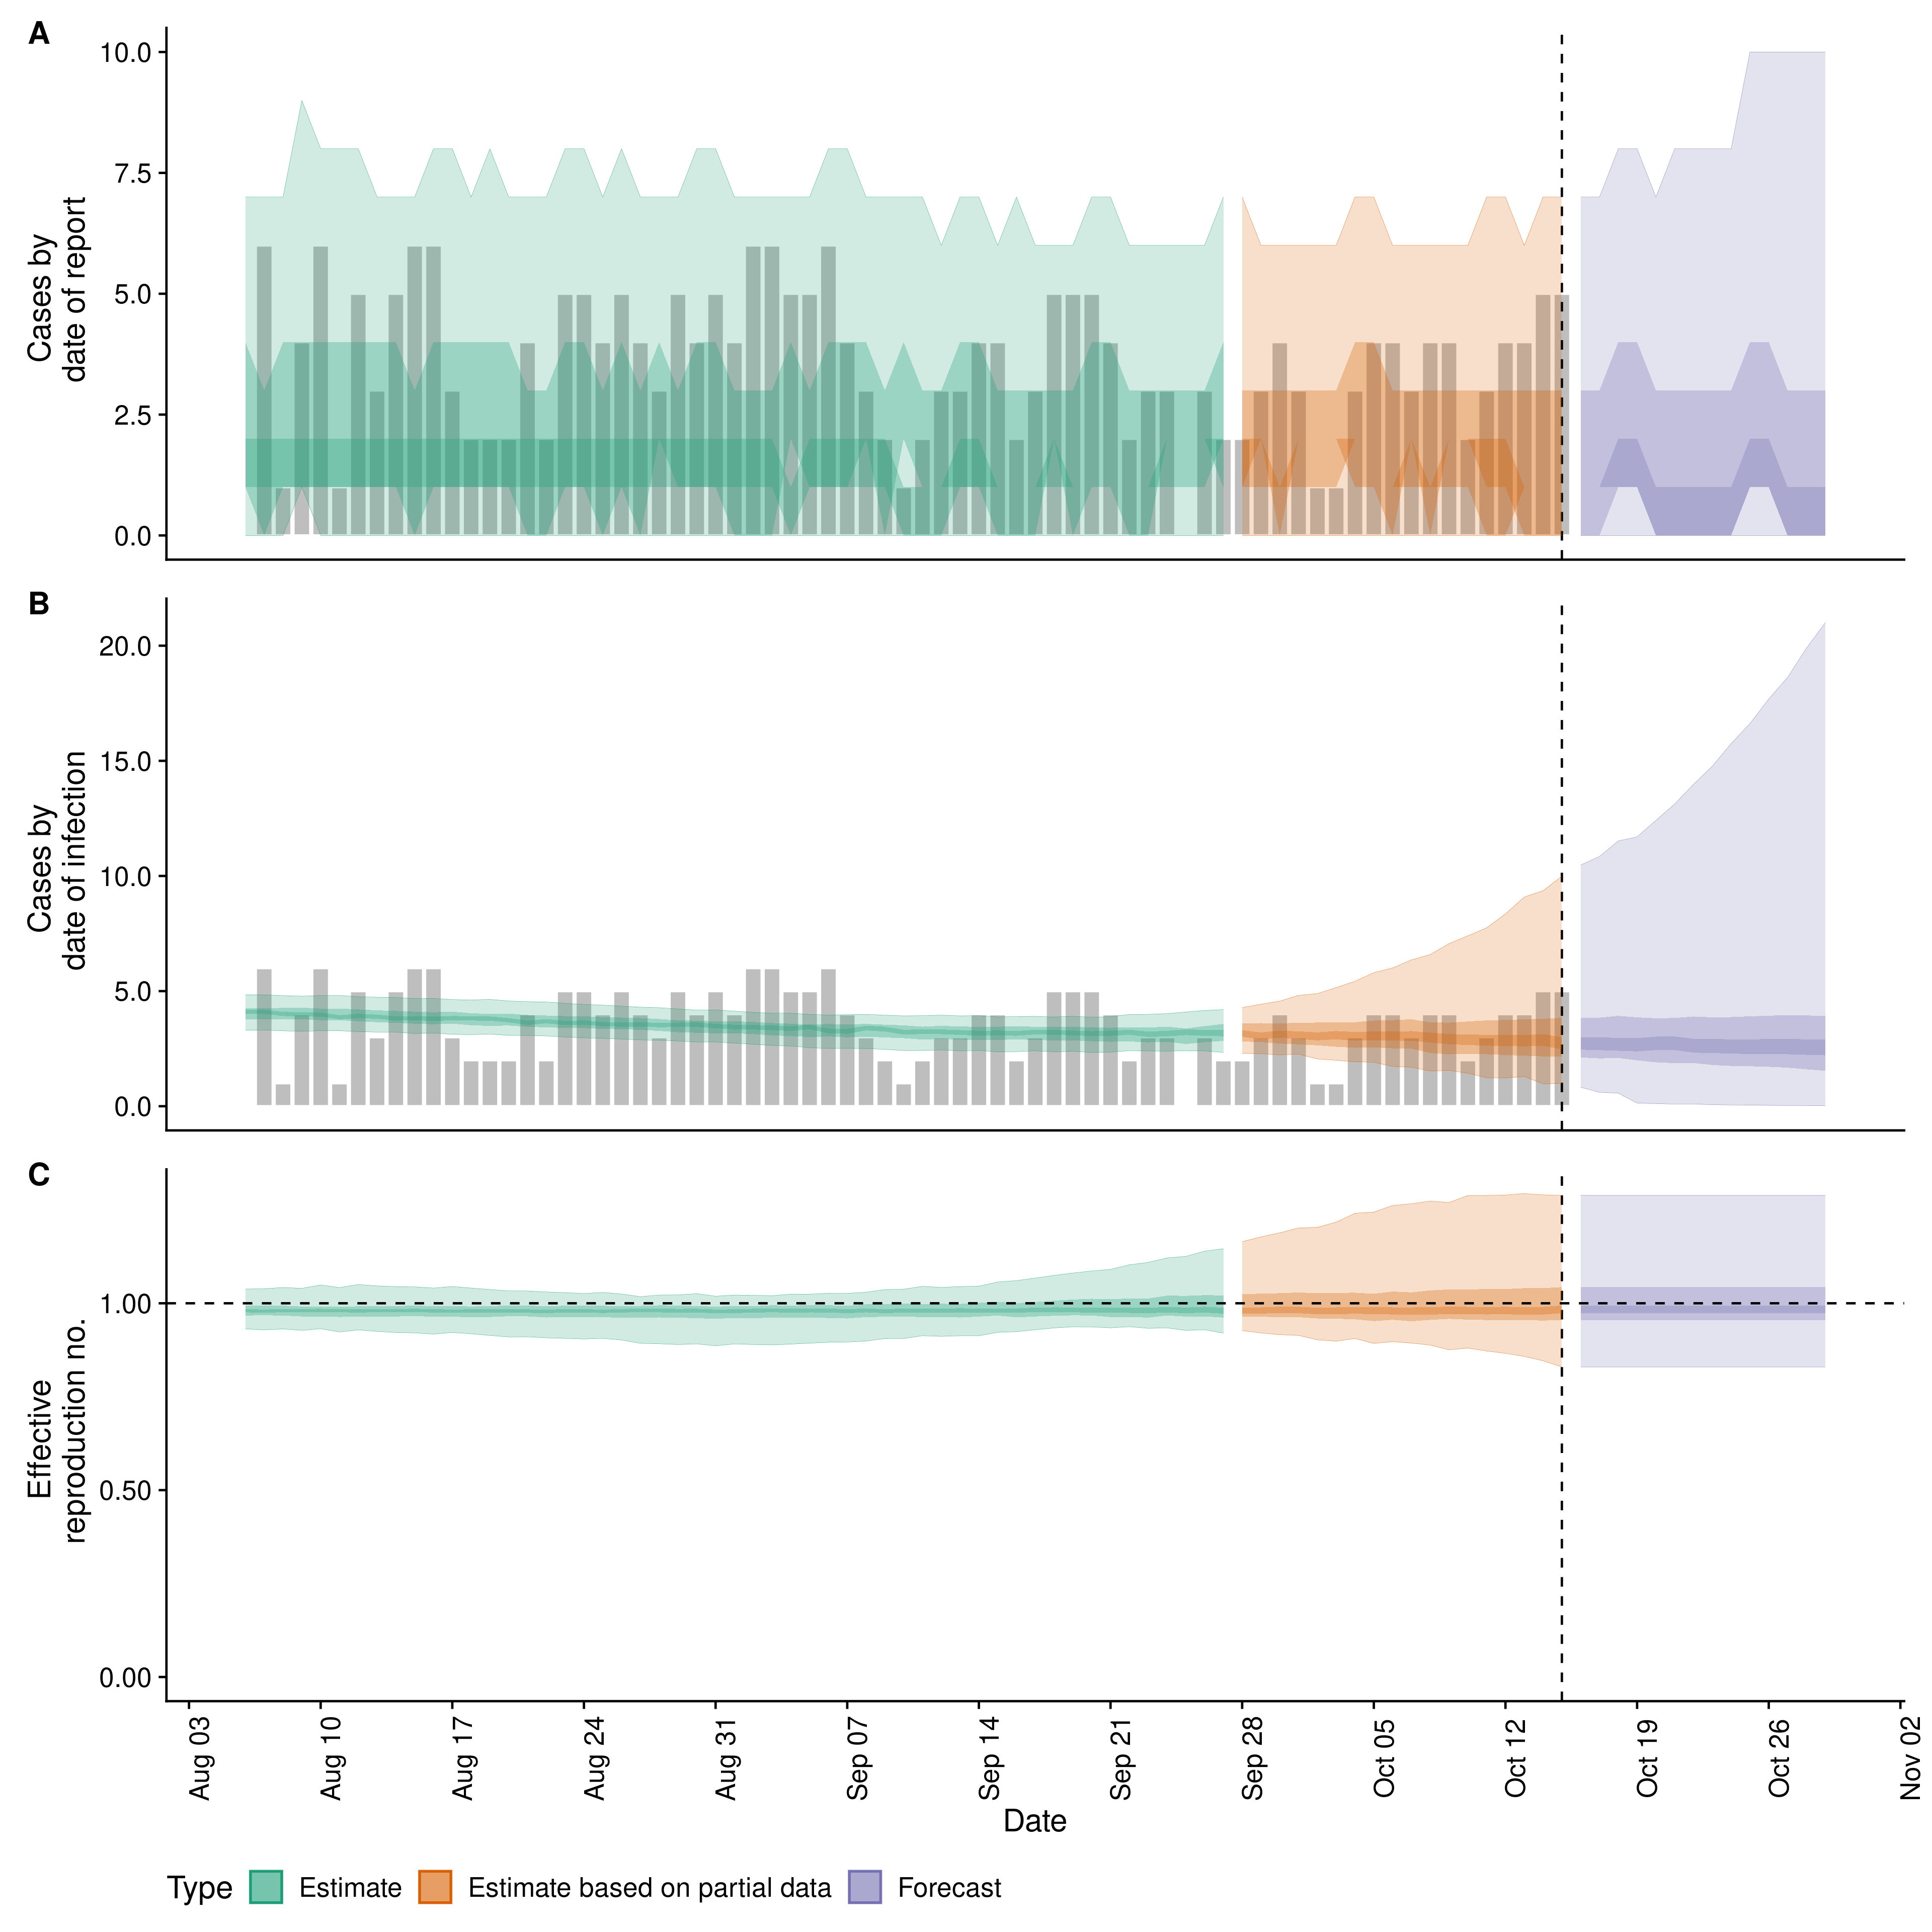 A
10.0
7.5
5.0
2.5
0.0
Cases by
date of report
B
20.0
15.0
10.0
5.0
0.0
Cases by
date of infection
C
1.00
0.50
0.00
Effective
reproduction no.
Aug 03
Aug 10
Aug 17
Aug 24
Aug 31
Sep 07
Sep 14
Sep 21
Sep 28
Oct 05
Oct 12
Oct 19
Oct 26
Nov 02
Date
Type Estimate Estimate based on partial data Forecast